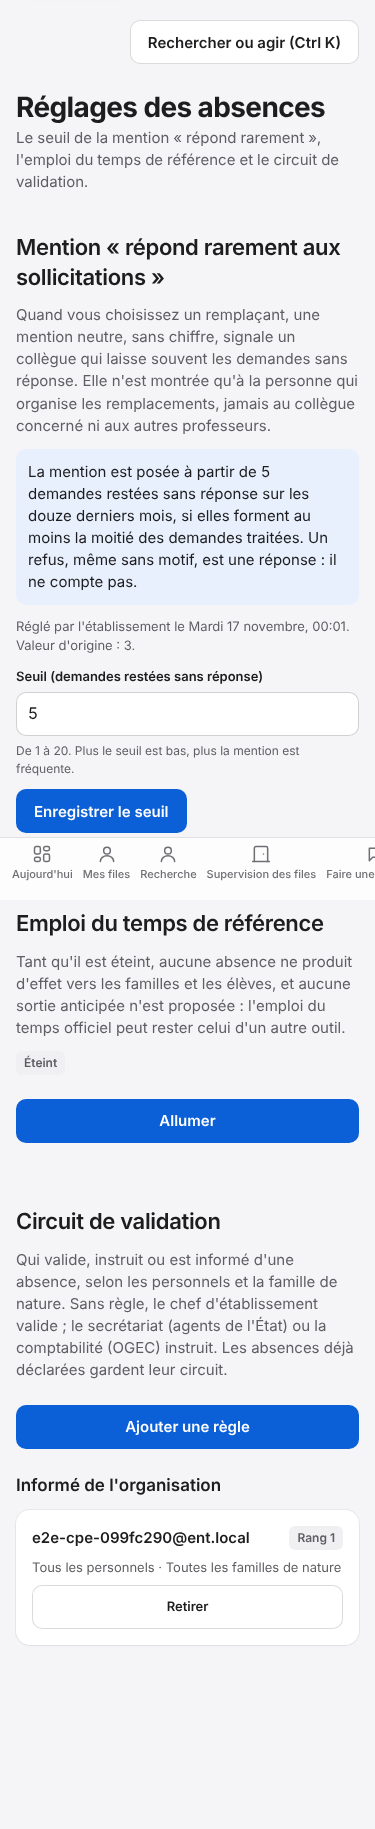 Rechercher ou agir (Ctrl K)
Réglages des absences
Le seuil de la mention « répond rarement »,
l'emploi du temps de référence et le circuit de
validation.
Mention « répond rarement aux
sollicitations »
Quand vous choisissez un remplaçant, une
mention neutre, sans chiffre, signale un
collègue qui laisse souvent les demandes sans
réponse. Elle n'est montrée qu'à la personne qui
organise les remplacements, jamais au collègue
concerné ni aux autres professeurs.
La mention est posée à partir de 5
demandes restées sans réponse sur les
douze derniers mois, si elles forment au
moins la moitié des demandes traitées. Un
refus, même sans motif, est une réponse : il
ne compte pas.
Réglé par l'établissement le Mardi 17 novembre, 00:01.
Valeur d'origine : 3.
Seuil (demandes restées sans réponse)
5
De 1 à 20. Plus le seuil est bas, plus la mention est
fréquente.
Enregistrer le seuil
Aujourd'hui Mes files Recherche Supervision des files Faire une
Emploi du temps de référence
Tant qu'il est éteint, aucune absence ne produit
d'effet vers les familles et les élèves, et aucune
sortie anticipée n'est proposée : l'emploi du
temps officiel peut rester celui d'un autre outil.
Éteint
Allumer
Circuit de validation
Qui valide, instruit ou est informé d'une
absence, selon les personnels et la famille de
nature. Sans règle, le chef d'établissement
valide ; le secrétariat (agents de l'État) ou la
comptabilité (OGEC) instruit. Les absences déjà
déclarées gardent leur circuit.
Ajouter une règle
Informé de l'organisation
e2e-cpe-099fc290@ent.local Rang 1
Tous les personnels · Toutes les familles de nature
Retirer